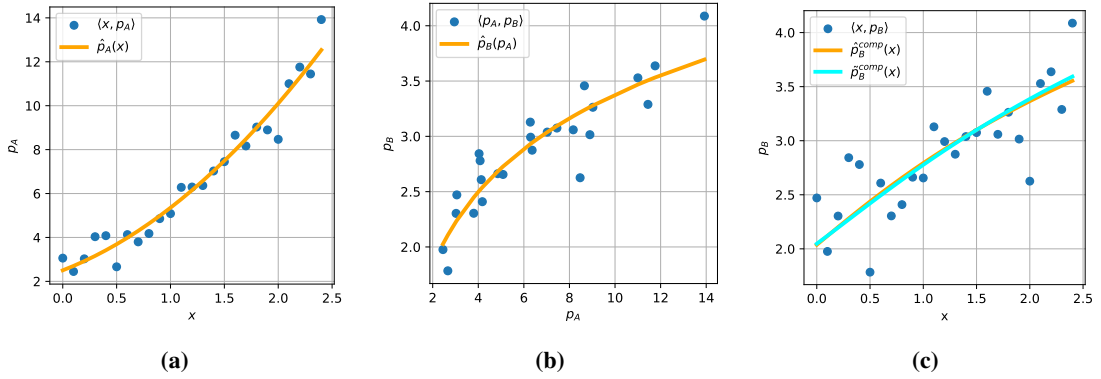 14
12
10
8
6
4
2
0.0 0.5 1.0 1.5 2.0 2.5
x
p_A
⟨x, p_A⟩
p̂_A(x)
(a)
4.0
3.5
3.0
2.5
2.0
2 4 6 8 10 12 14
p_A
p_B
⟨p_A, p_B⟩
p̂_B(p_A)
(b)
4.0
3.5
3.0
2.5
2.0
0.0 0.5 1.0 1.5 2.0 2.5
x
p_B
⟨x, p_B⟩
p̂_B^comp(x)
p̃_B^comp(x)
(c)